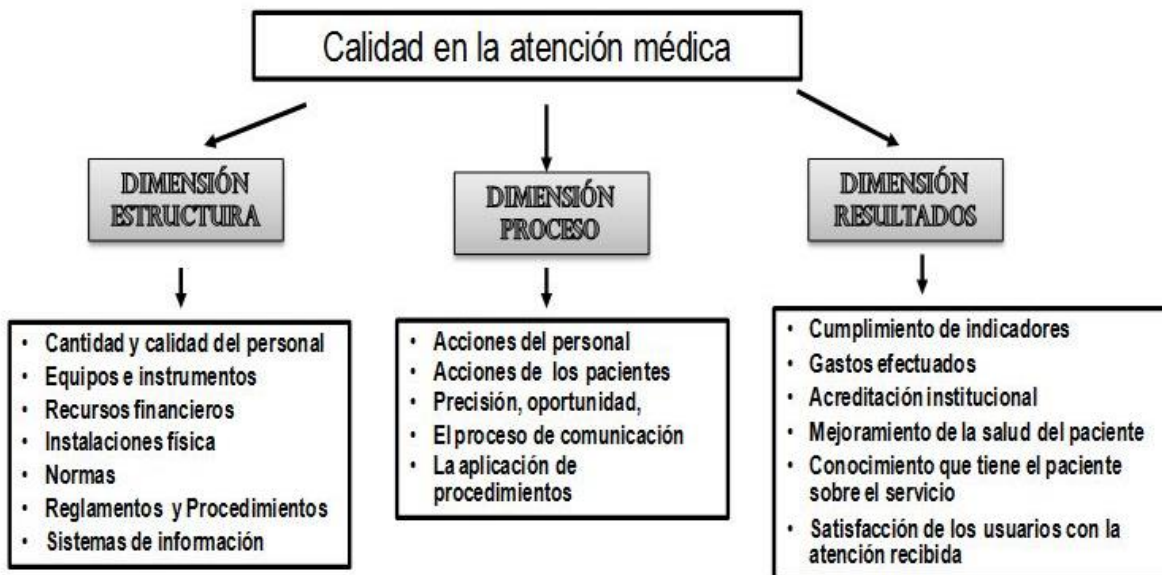 Calidad en la atención médica
DIMENSIÓN
ESTRUCTURA
• Cantidad y calidad del personal
• Equipos e instrumentos
• Recursos financieros
• Instalaciones física
• Normas
• Reglamentos y Procedimientos
• Sistemas de información
DIMENSIÓN
PROCESO
• Acciones del personal
• Acciones de los pacientes
• Precisión, oportunidad,
• El proceso de comunicación
• La aplicación de
procedimientos
DIMENSIÓN
RESULTADOS
• Cumplimiento de indicadores
• Gastos efectuados
• Acreditación institucional
• Mejoramiento de la salud del paciente
• Conocimiento que tiene el paciente
sobre el servicio
• Satisfacción de los usuarios con la
atención recibida